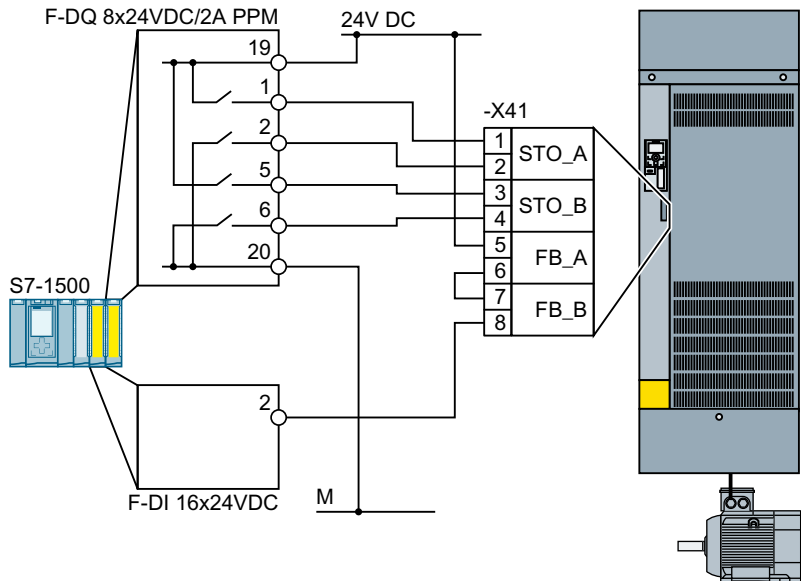 F-DQ 8x24VDC/2A PPM
24V DC
19
1
2
5
6
20
-X41
1
2
STO_A
3
4
STO_B
5
6
FB_A
7
8
FB_B
S7-1500
2
F-DI 16x24VDC
M